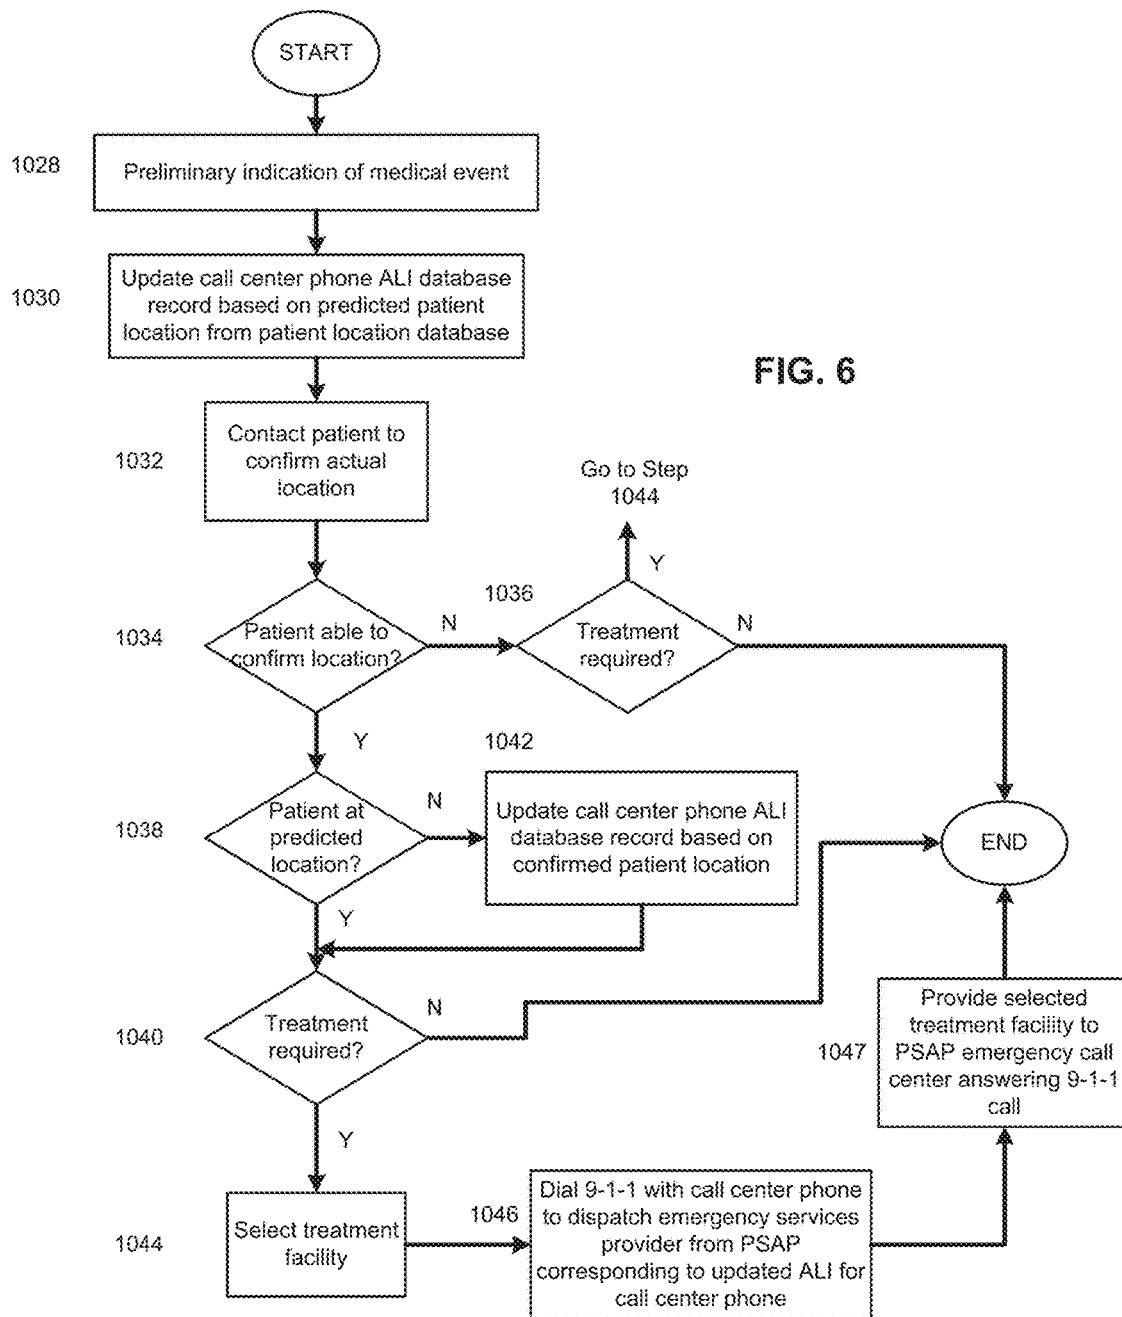 START
1028
Preliminary indication of medical event
1030
Update call center phone ALI database
record based on predicted patient
location from patient location database
FIG. 6
1032
Contact patient to
confirm actual
location
Go to Step
1044
Y
1034
Patient able to
confirm location?
N
1036
Treatment
required?
N
Y
1042
1038
Patient at
predicted
location?
N
Update call center phone ALI
database record based on
confirmed patient location
END
Y
1040
Treatment
required?
N
1047
Provide selected
treatment facility to
PSAP emergency call
center answering 9-1-1
call
Y
1044
Select treatment
facility
1046
Dial 9-1-1 with call center phone
to dispatch emergency services
provider from PSAP
corresponding to updated ALI for
call center phone